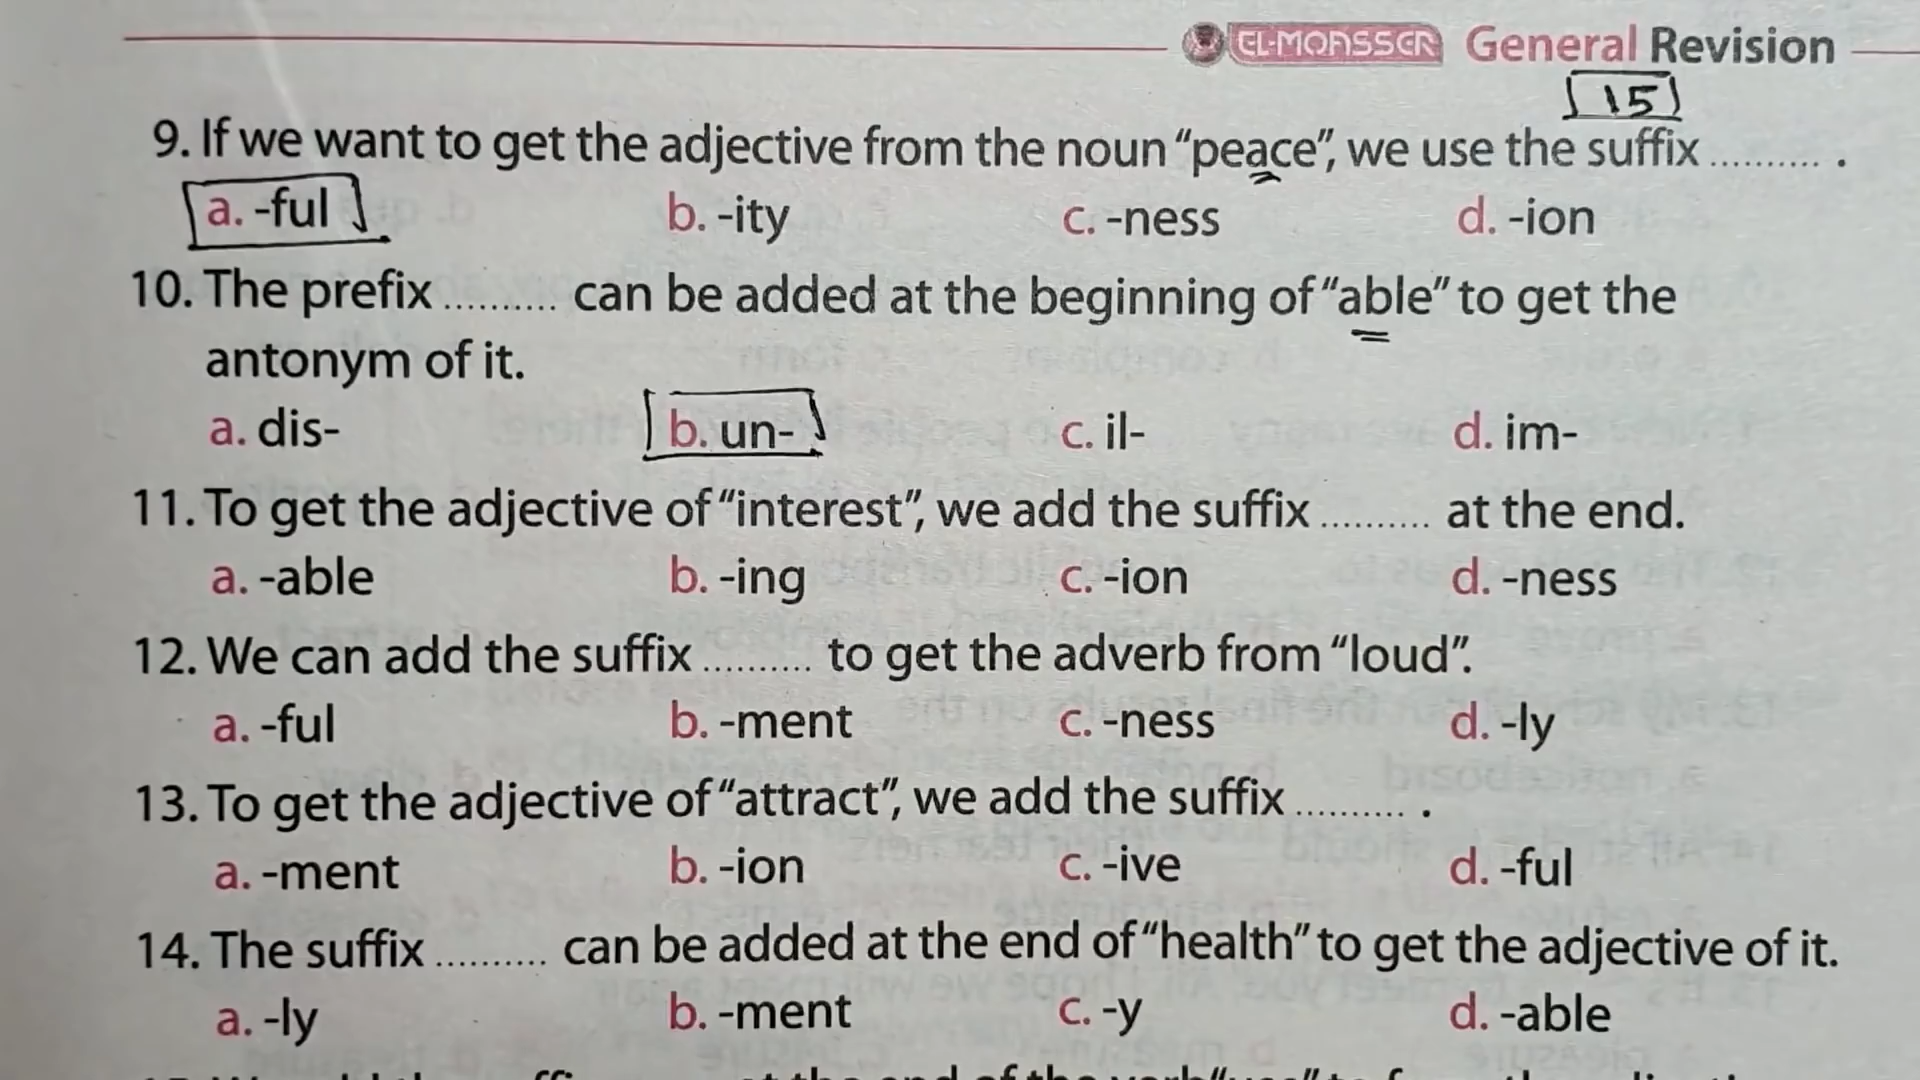 EL-MOASSER General Revision
15
9. If we want to get the adjective from the noun “peace”, we use the suffix .......... .
a. -ful b. -ity c. -ness d. -ion
10. The prefix .......... can be added at the beginning of “able” to get the
antonym of it.
a. dis- b. un- c. il- d. im-
11. To get the adjective of “interest”, we add the suffix .......... at the end.
a. -able b. -ing c. -ion d. -ness
12. We can add the suffix .......... to get the adverb from “loud”.
a. -ful b. -ment c. -ness d. -ly
13. To get the adjective of “attract”, we add the suffix .......... .
a. -ment b. -ion c. -ive d. -ful
14. The suffix .......... can be added at the end of “health” to get the adjective of it.
a. -ly b. -ment c. -y d. -able